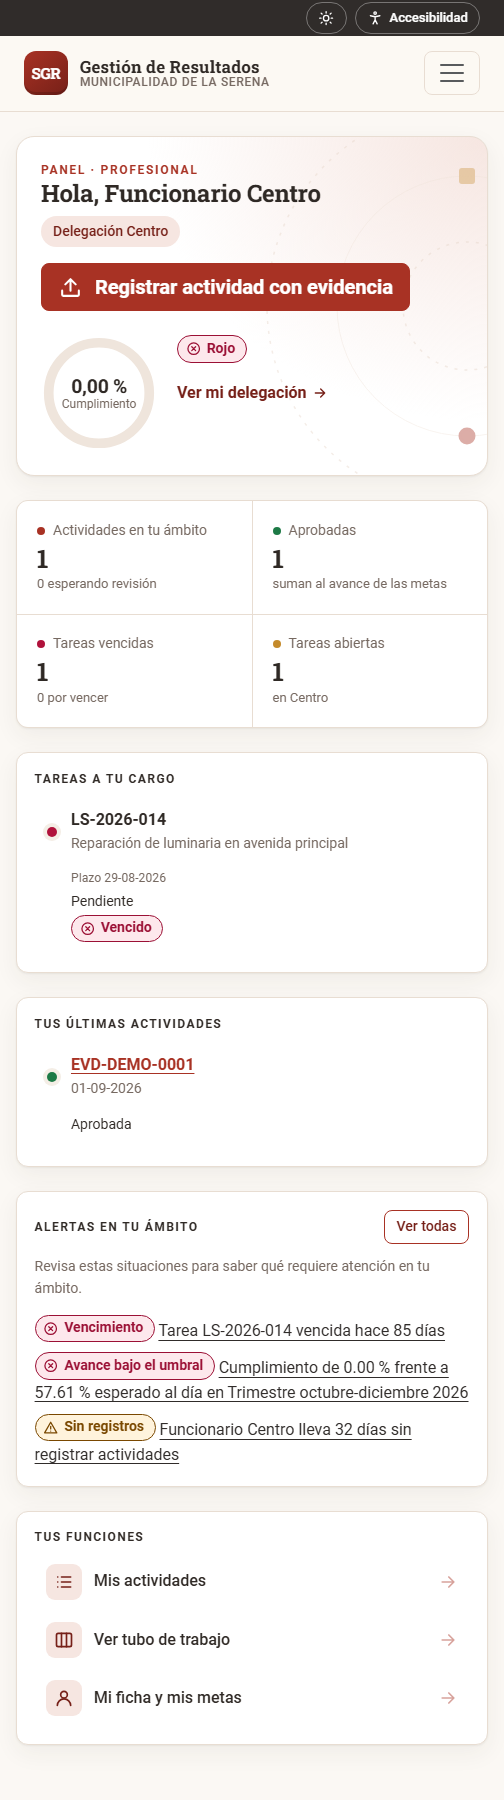 Accesibilidad
SGR
Gestión de Resultados
MUNICIPALIDAD DE LA SERENA
PANEL · PROFESIONAL
Hola, Funcionario Centro
Delegación Centro
Registrar actividad con evidencia
0,00 %
Cumplimiento
Rojo
Ver mi delegación →
Actividades en tu ámbito
1
0 esperando revisión
Aprobadas
1
suman al avance de las metas
Tareas vencidas
1
0 por vencer
Tareas abiertas
1
en Centro
TAREAS A TU CARGO
LS-2026-014
Reparación de luminaria en avenida principal
Plazo 29-08-2026
Pendiente
Vencido
TUS ÚLTIMAS ACTIVIDADES
EVD-DEMO-0001
01-09-2026
Aprobada
ALERTAS EN TU ÁMBITO
Ver todas
Revisa estas situaciones para saber qué requiere atención en tu
ámbito.
Vencimiento Tarea LS-2026-014 vencida hace 85 días
Avance bajo el umbral Cumplimiento de 0.00 % frente a
57.61 % esperado al día en Trimestre octubre-diciembre 2026
Sin registros Funcionario Centro lleva 32 días sin
registrar actividades
TUS FUNCIONES
Mis actividades →
Ver tubo de trabajo →
Mi ficha y mis metas →